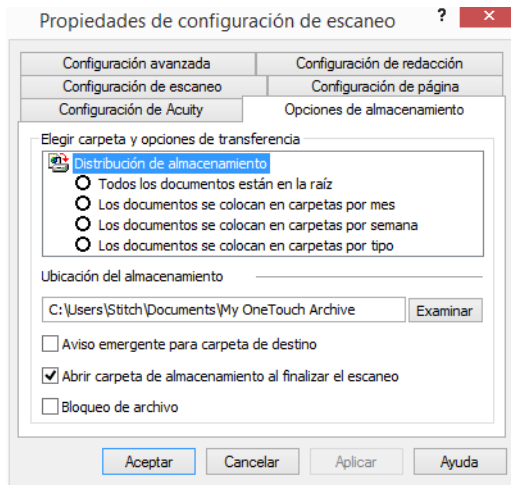 Propiedades de configuración de escaneo ? ×
Configuración avanzada Configuración de redacción
Configuración de escaneo Configuración de página
Configuración de Acuity Opciones de almacenamiento
Elegir carpeta y opciones de transferencia
Distribución de almacenamiento
Todos los documentos están en la raíz
Los documentos se colocan en carpetas por mes
Los documentos se colocan en carpetas por semana
Los documentos se colocan en carpetas por tipo
Ubicación del almacenamiento
C:\Users\Stitch\Documents\My OneTouch Archive Examinar
Aviso emergente para carpeta de destino
Abrir carpeta de almacenamiento al finalizar el escaneo
Bloqueo de archivo
Aceptar Cancelar Aplicar Ayuda